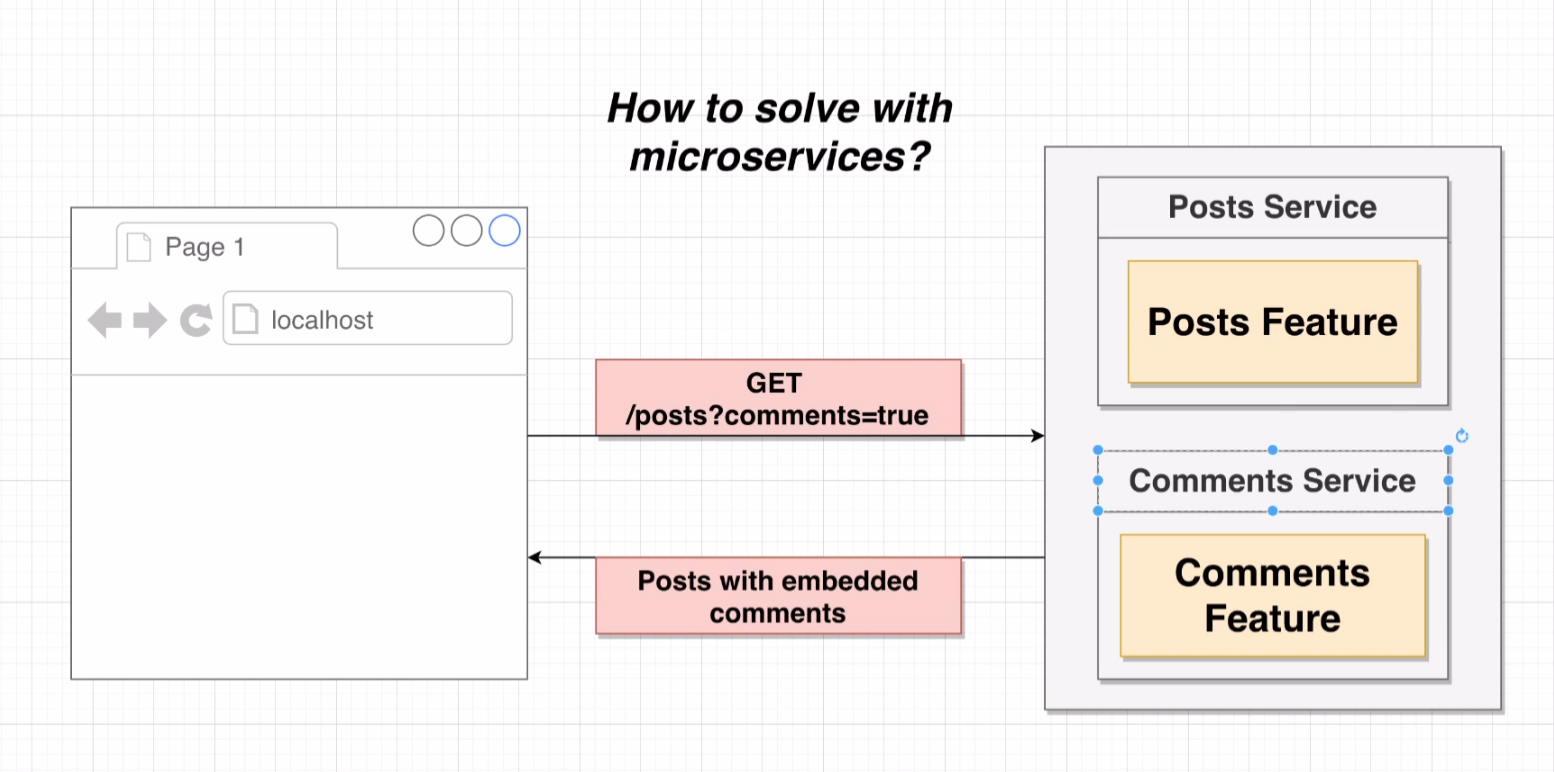 How to solve with
microservices?
Page 1
localhost
GET
/posts?comments=true
Posts with embedded
comments
Posts Service
Posts Feature
Comments Service
Comments
Feature